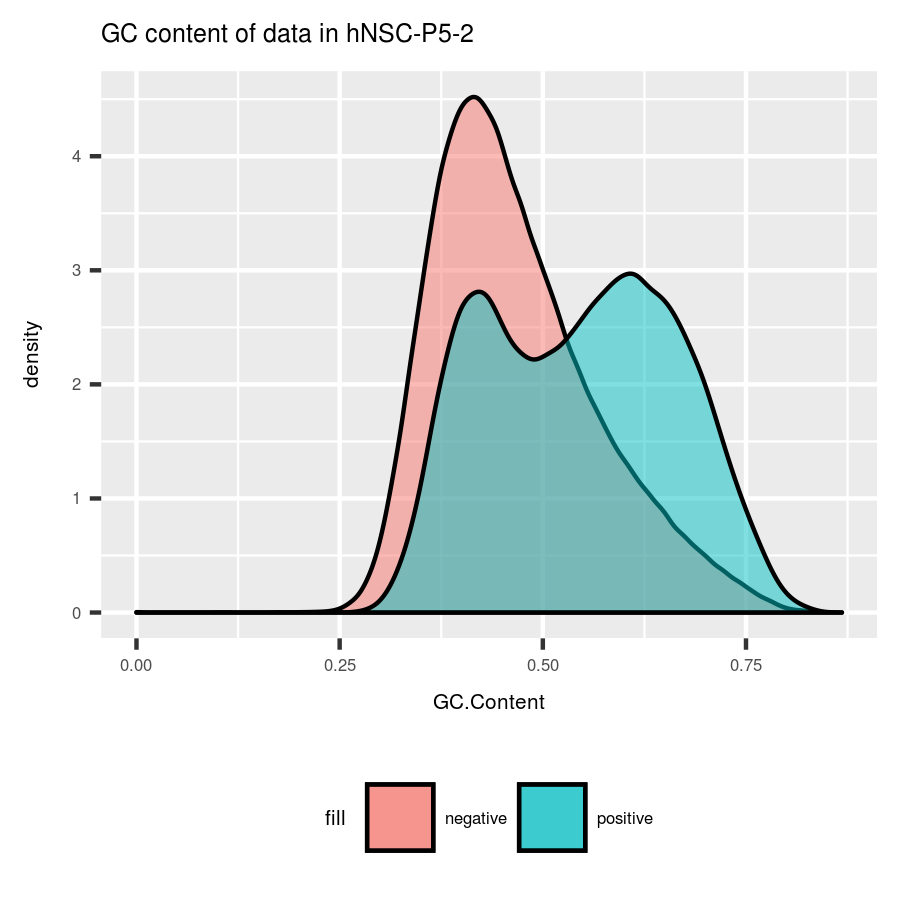 GC content of data in hNSC-P5-2
density
4
3
2
1
0
0.00 0.25 0.50 0.75
GC.Content
fill negative positive